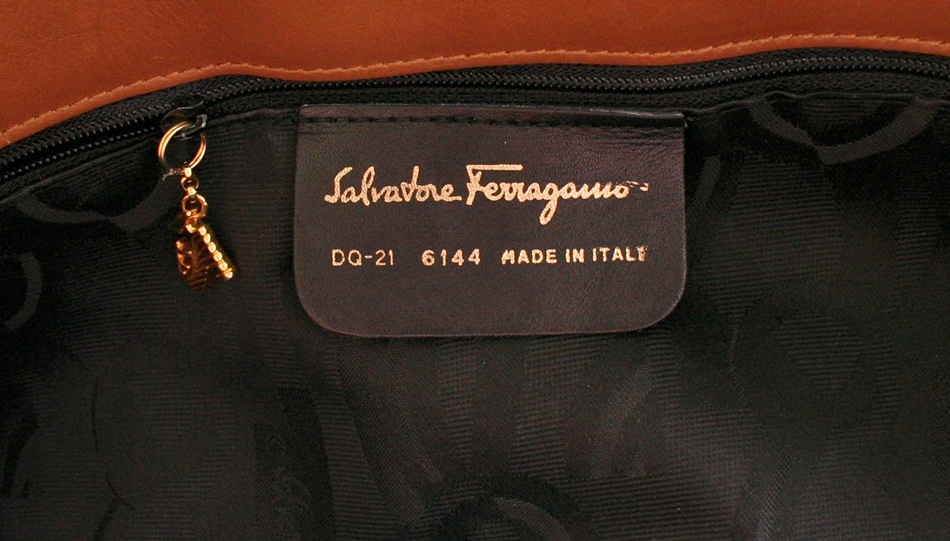 Salvatore Ferragamo
DQ-21 6144 MADE IN ITALY